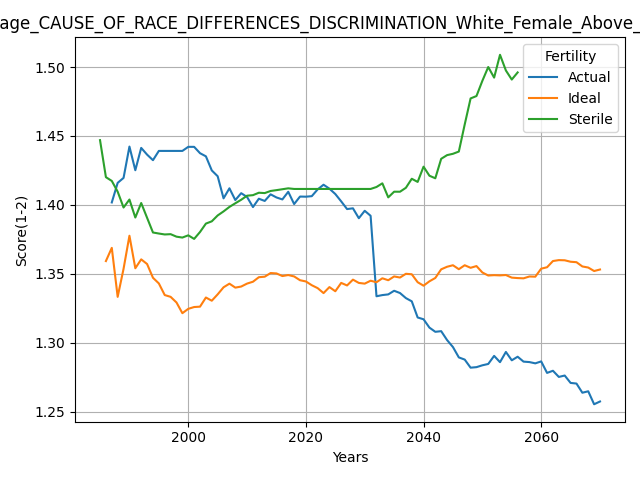 age_CAUSE_OF_RACE_DIFFERENCES_DISCRIMINATION_White_Female_Above_
Fertility
Actual
Ideal
Sterile
1.50
1.45
1.40
1.35
1.30
1.25
Score(1-2)
2000 2020 2040 2060
Years